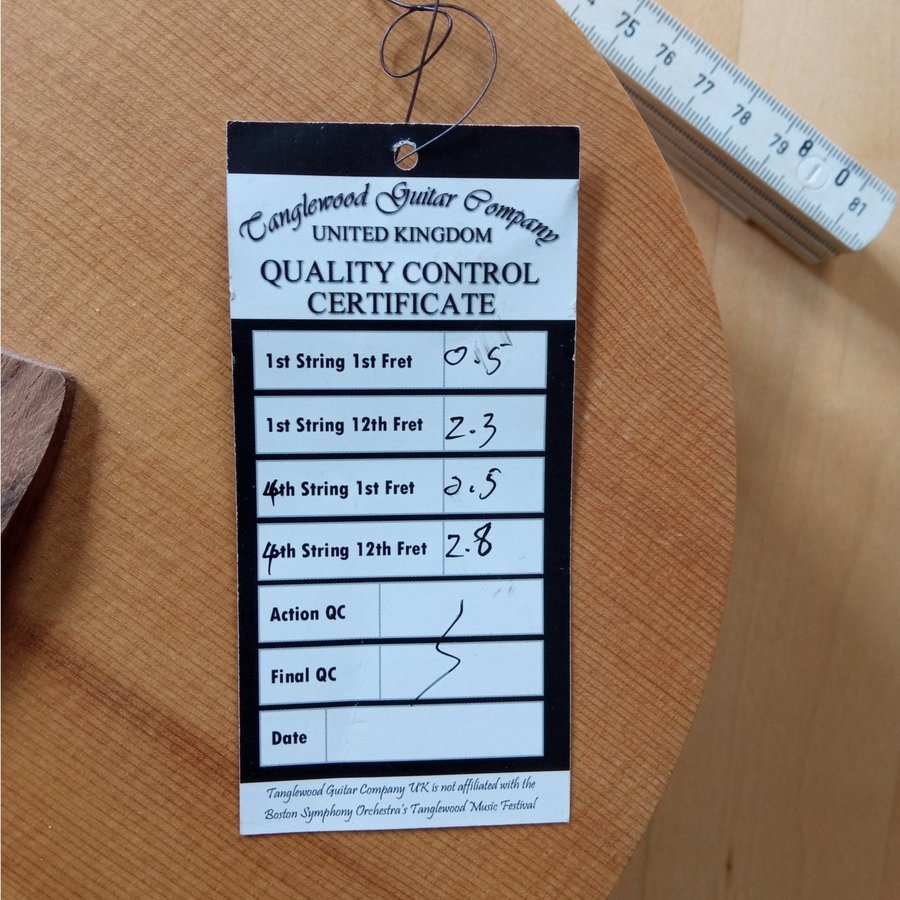 75 76 77 78 79 8 0 81
Tanglewood Guitar Company
UNITED KINGDOM
QUALITY CONTROL
CERTIFICATE
1st String 1st Fret 0.5
1st String 12th Fret 2.3
4th String 1st Fret 0.5
4th String 12th Fret 2.8
Action QC
Final QC
Date
Tanglewood Guitar Company UK is not affiliated with the
Boston Symphony Orchestra's Tanglewood Music Festival